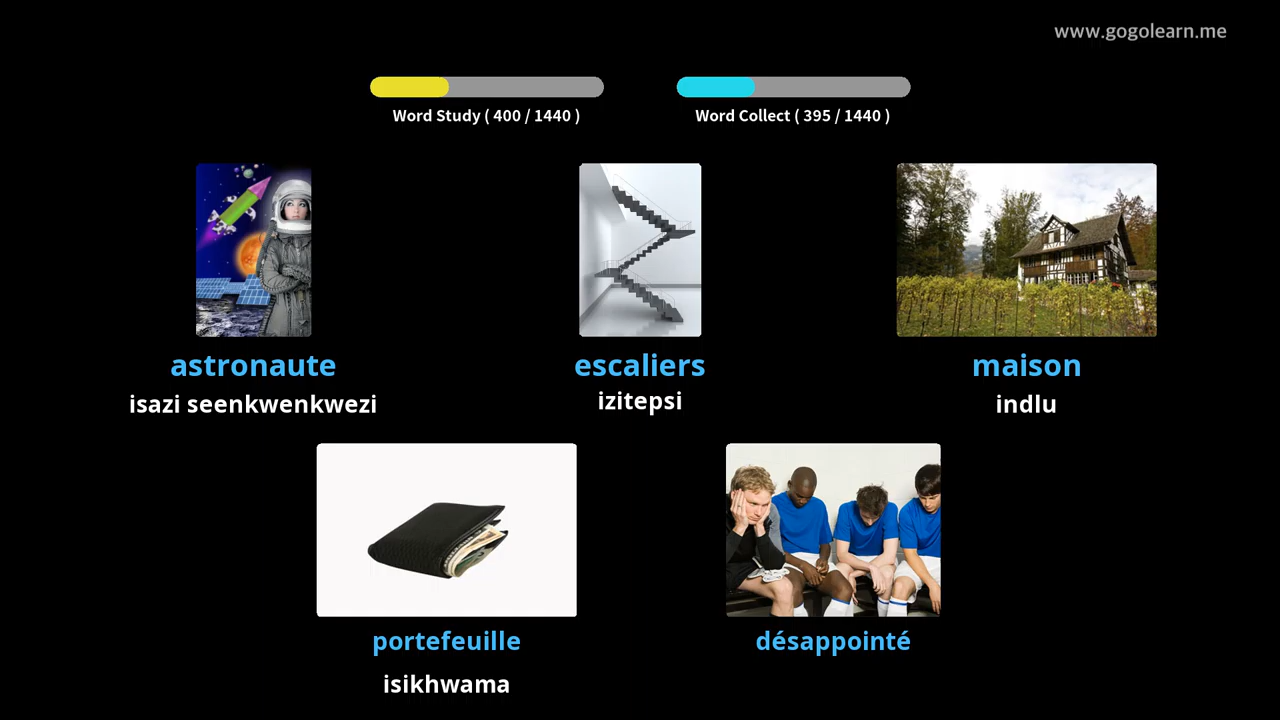 www.gogolearn.me
Word Study ( 400 / 1440 )
Word Collect ( 395 / 1440 )
astronaute
escaliers
maison
isazi seenkwenkwezi
izitepsi
indlu
portefeuille
désappointé
isikhwama